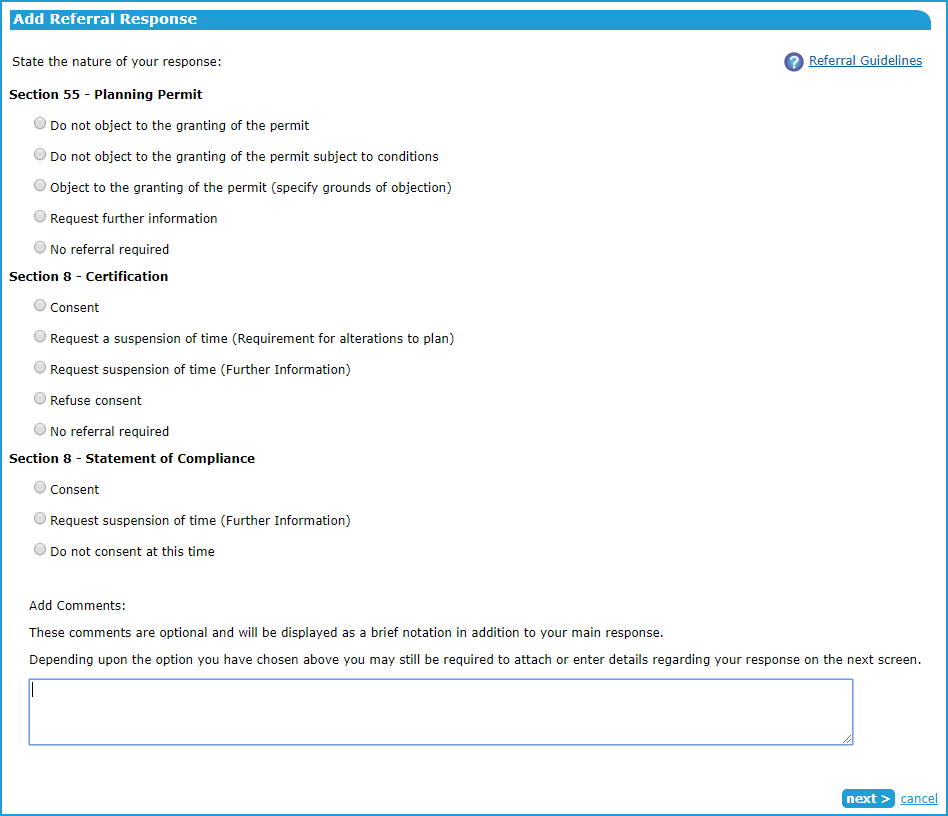 Add Referral Response
State the nature of your response:
? Referral Guidelines
Section 55 - Planning Permit
Do not object to the granting of the permit
Do not object to the granting of the permit subject to conditions
Object to the granting of the permit (specify grounds of objection)
Request further information
No referral required
Section 8 - Certification
Consent
Request a suspension of time (Requirement for alterations to plan)
Request suspension of time (Further Information)
Refuse consent
No referral required
Section 8 - Statement of Compliance
Consent
Request suspension of time (Further Information)
Do not consent at this time
Add Comments:
These comments are optional and will be displayed as a brief notation in addition to your main response.
Depending upon the option you have chosen above you may still be required to attach or enter details regarding your response on the next screen.
next > cancel